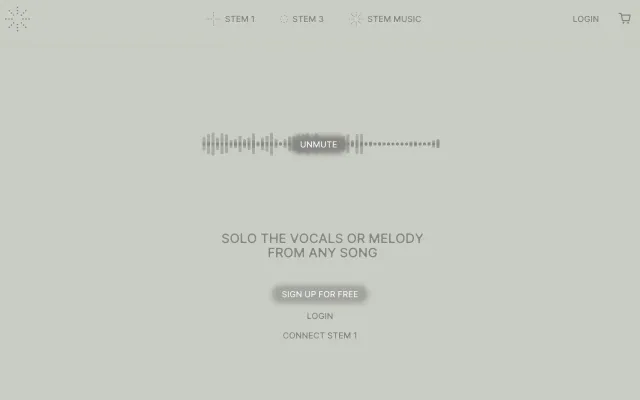 STEM 1
STEM 3
STEM MUSIC
LOGIN
UNMUTE
SOLO THE VOCALS OR MELODY
FROM ANY SONG
SIGN UP FOR FREE
LOGIN
CONNECT STEM 1